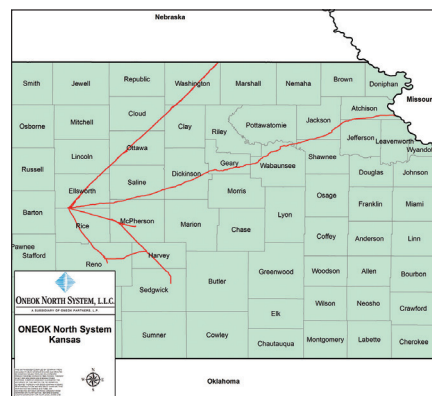 Nebraska
Smith
Jewell
Republic
Washington
Marshall
Nemaha
Brown
Doniphan
Atchison
Missour
Osborne
Mitchell
Cloud
Clay
Riley
Pottawatomie
Jackson
Jefferson
Leavenworth
Wyandot
Lincoln
Ottawa
Russell
Geary
Wabaunsee
Shawnee
Ellsworth
Saline
Dickinson
Douglas
Johnson
Morris
Osage
Barton
Rice
McPherson
Marion
Chase
Lyon
Franklin
Miami
Pawnee
Stafford
Reno
Harvey
Coffey
Anderson
Linn
Sedgwick
Butler
Greenwood
Woodson
Allen
Bourbon
Elk
Wilson
Neosho
Crawford
Sumner
Cowley
Chautauqua
Montgomery
Labette
Cherokee
ONEOK NORTH SYSTEM, L.L.C.
A SUBSIDIARY OF ONEOK PARTNERS, L.P.
ONEOK North System
Kansas
Oklahoma